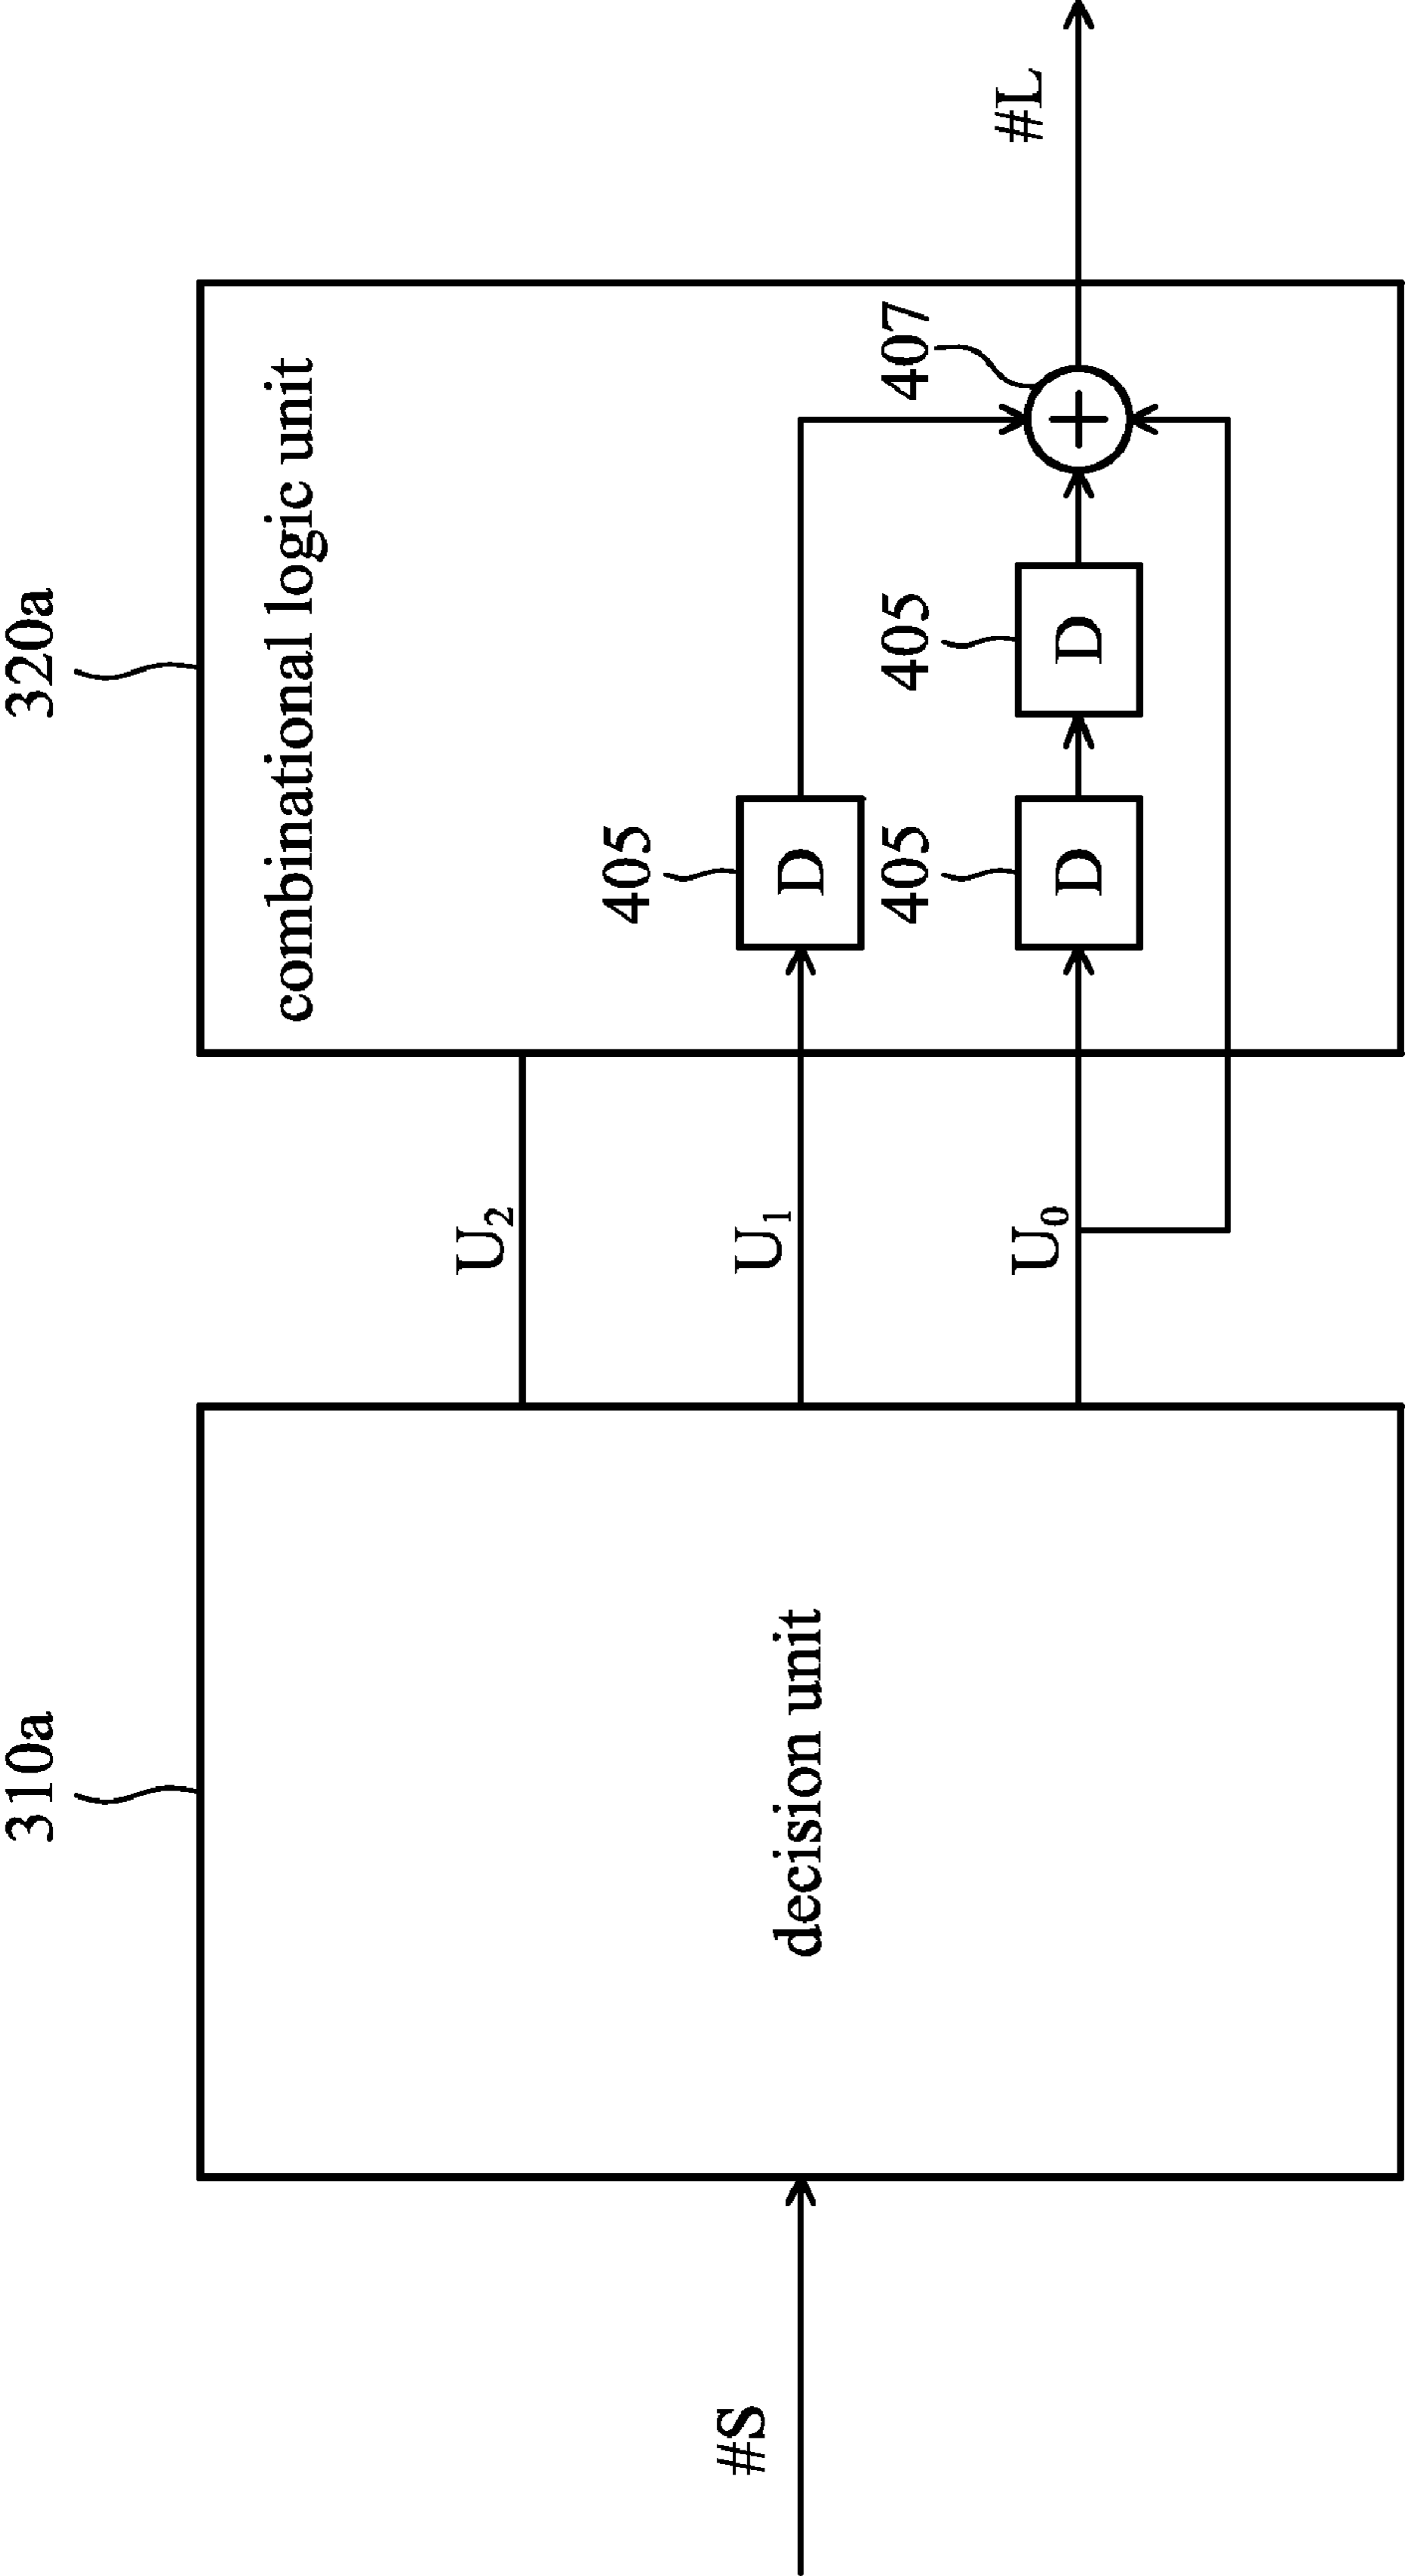 310a
320a
combinational logic unit
decision unit
#S
U2
U1
U0
405
D
405
D
405
D
407
+
#L